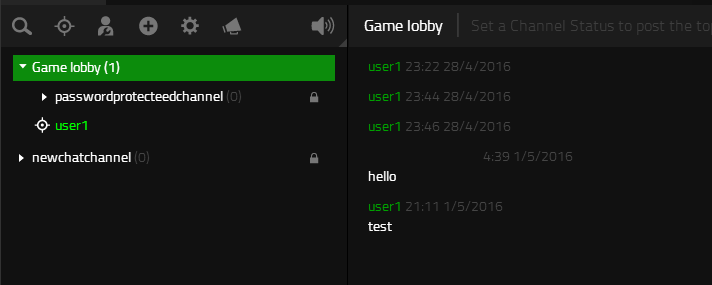 Game lobby (1)
passwordprotecteedchannel (0)
user1
newchatchannel (0)
Game lobby
Set a Channel Status to post the top
user1 23:22 28/4/2016
user1 23:44 28/4/2016
user1 23:46 28/4/2016
4:39 1/5/2016
hello
user1 21:11 1/5/2016
test